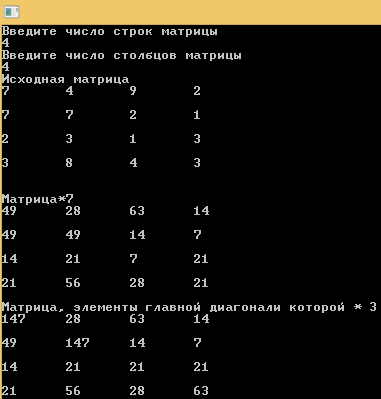 Введите число строк матрицы
4
Введите число столбцов матрицы
4
Исходная матрица
7 4 9 2
7 7 2 1
2 3 1 3
3 8 4 3
Матрица*7
49 28 63 14
49 49 14 7
14 21 7 21
21 56 28 21
Матрица, элементы главной диагонали которой * 3
147 28 63 14
49 147 14 7
14 21 21 21
21 56 28 63